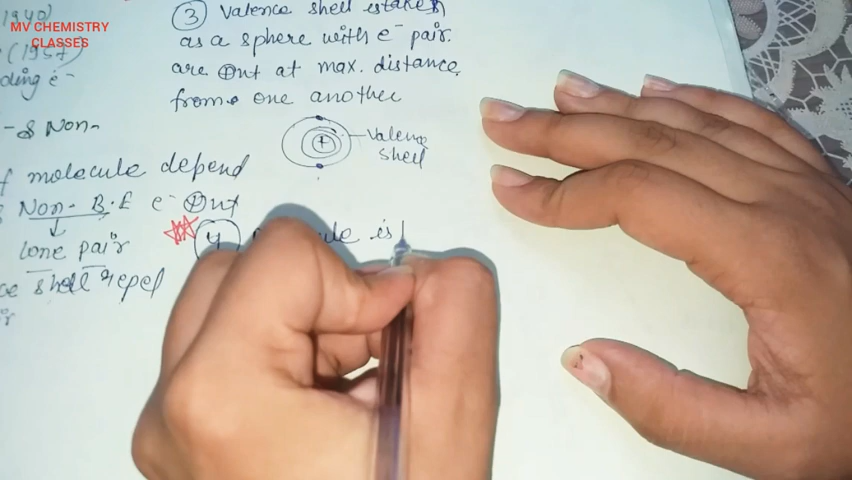 MV CHEMISTRY
CLASSES
1940)
(1957)
ding e-
- & Non-
f molecule depend
Non-B.E e- ⊕nt
lone pair
shell repel
③ Valence shell is taken
as a sphere with e- pair.
are ⊕nt at max. distance
from one another
+
Valence
shell
④ is